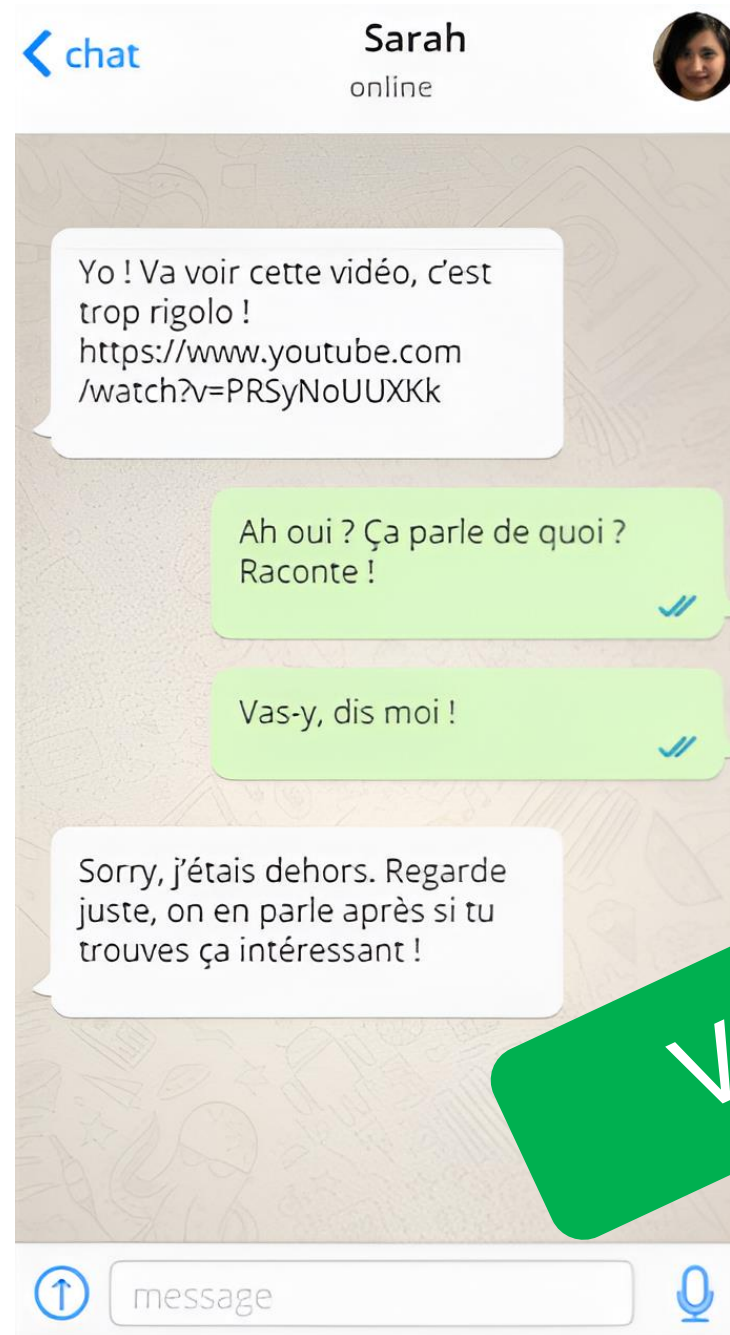 chat
Sarah
online
Yo ! Va voir cette vidéo, c'est
trop rigolo !
https://www.youtube.com
/watch?v=PRSyNoUUXKk
Ah oui ? Ça parle de quoi ?
Raconte !
Vas-y, dis moi !
Sorry, j'étais dehors. Regarde
juste, on en parle après si tu
trouves ça intéressant !
message